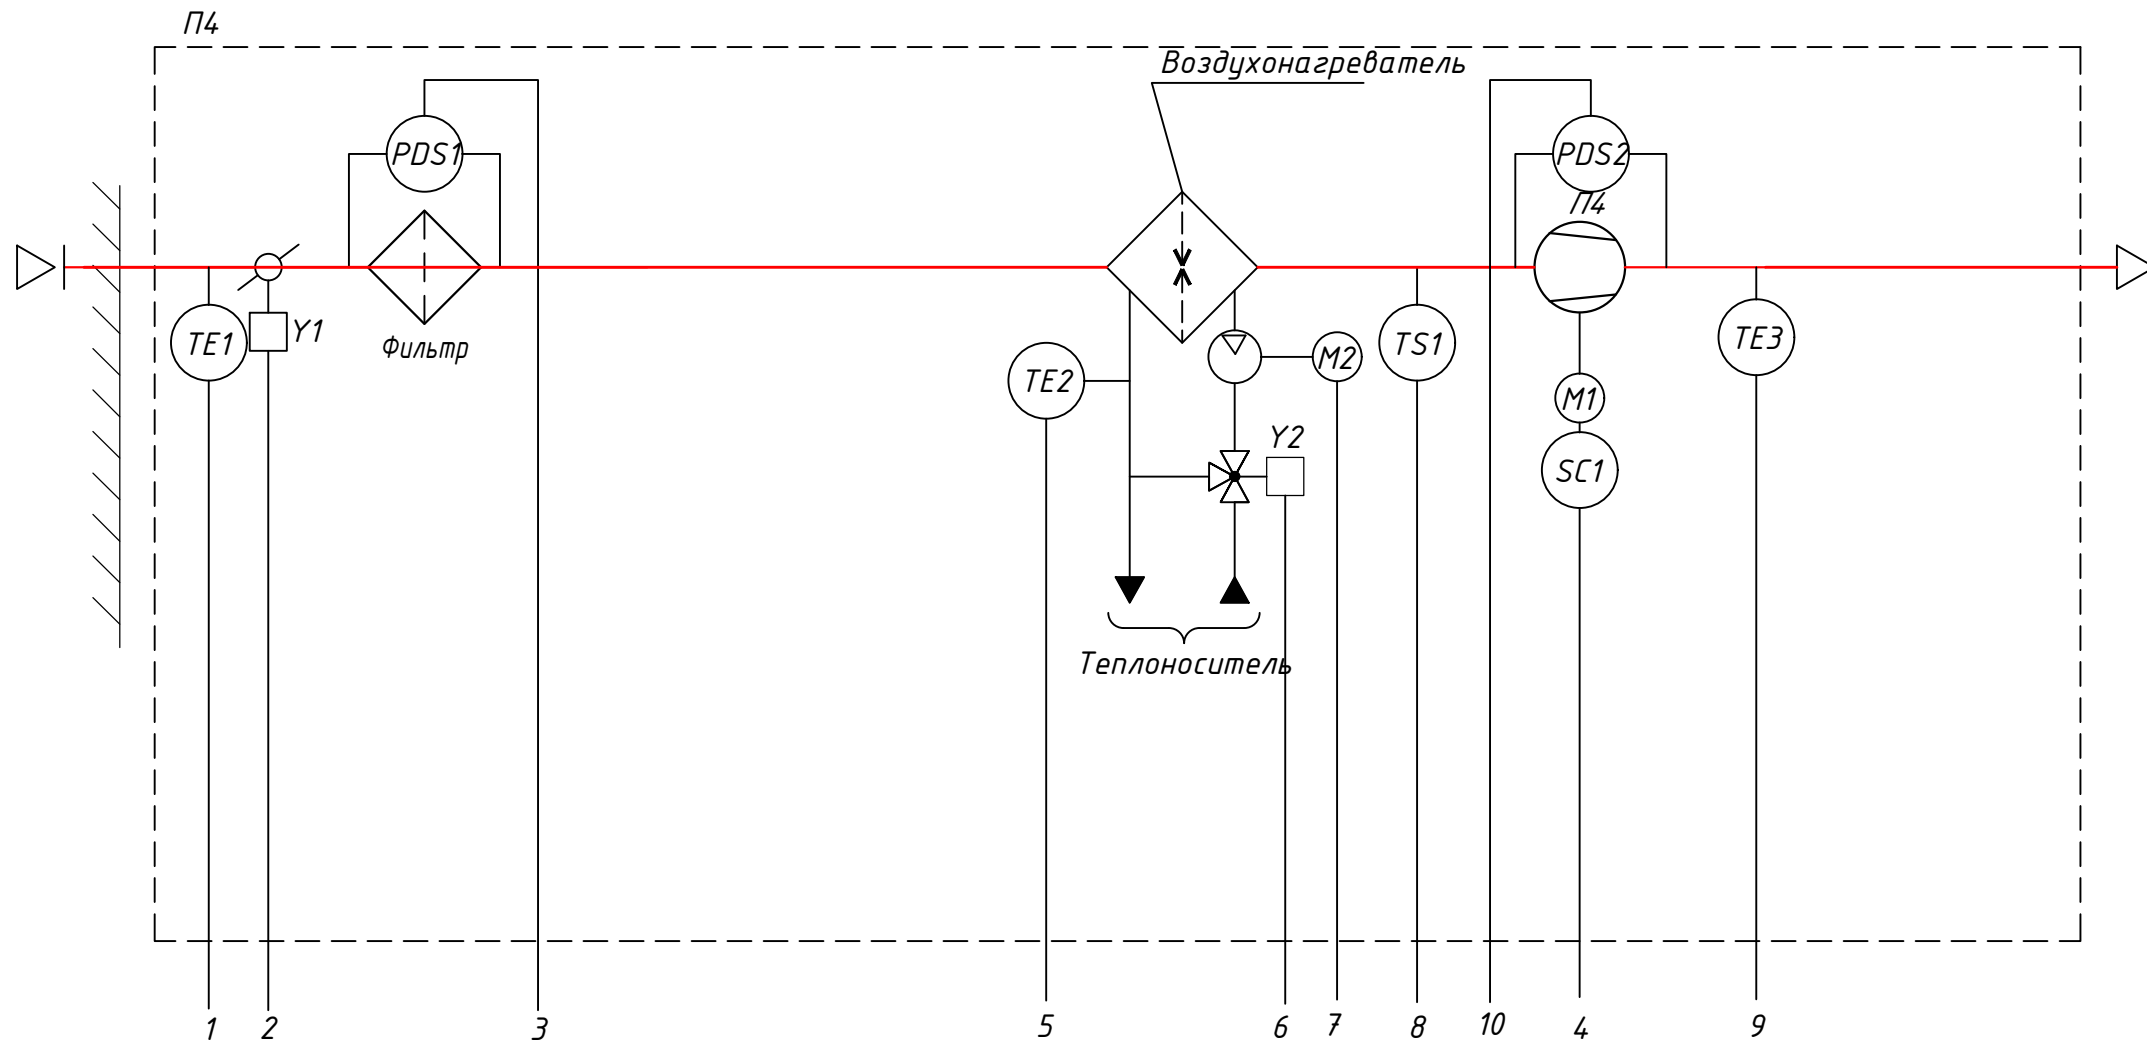 П4
Воздухонагреватель
PDS1
PDS2
П4
TE1
Y1
Фильтр
TE2
M2
TS1
TE3
M1
Y2
SC1
Теплоноситель
1
2
3
5
6
7
8
10
4
9